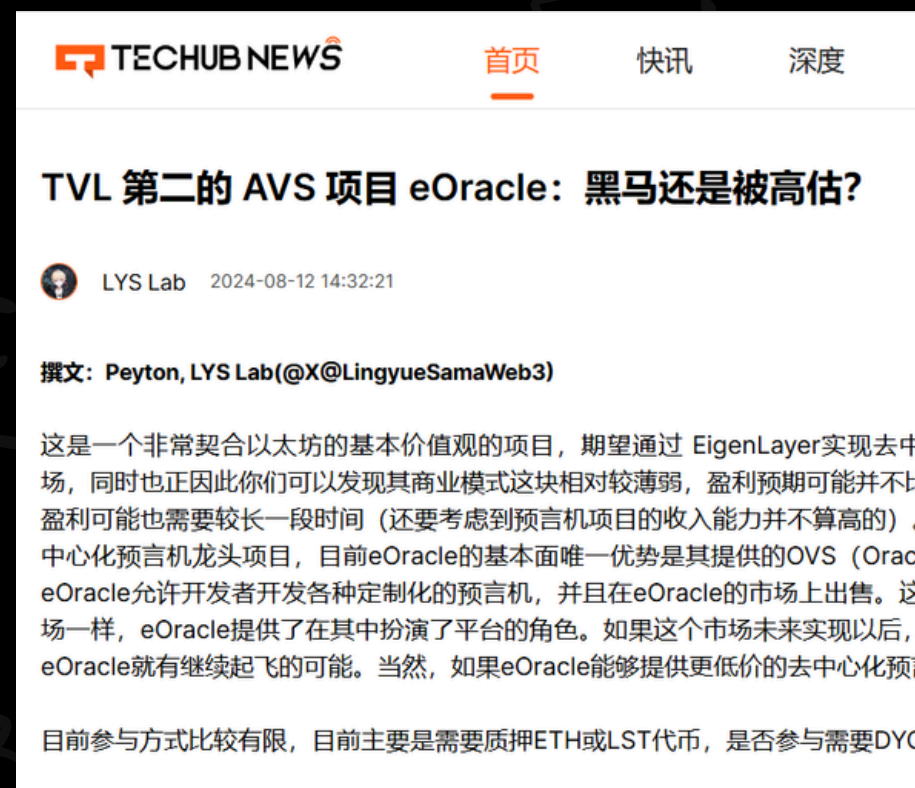 TECHUB NEWS
首页 快讯 深度
TVL 第二的 AVS 项目 eOracle：黑马还是被高估？
LYS Lab 2024-08-12 14:32:21
撰文：Peyton, LYS Lab(@X@LingyueSamaWeb3)
这是一个非常契合以太坊的基本价值观的项目，期望通过 EigenLayer实现去中
场，同时也正因此你们可以发现其商业模式这块相对较薄弱，盈利预期可能并不比
盈利可能也需要较长一段时间（还要考虑到预言机项目的收入能力并不算高的）。
中心化预言机龙头项目，目前eOracle的基本面唯一优势是其提供的OVS（Orac
eOracle允许开发者开发各种定制化的预言机，并且在eOracle的市场上出售。这
场一样，eOracle提供了在其中扮演了平台的角色。如果这个市场未来实现以后，
eOracle就有继续起飞的可能。当然，如果eOracle能够提供更低价的去中心化预
目前参与方式比较有限，目前主要是需要质押ETH或LST代币，是否参与需要DYO